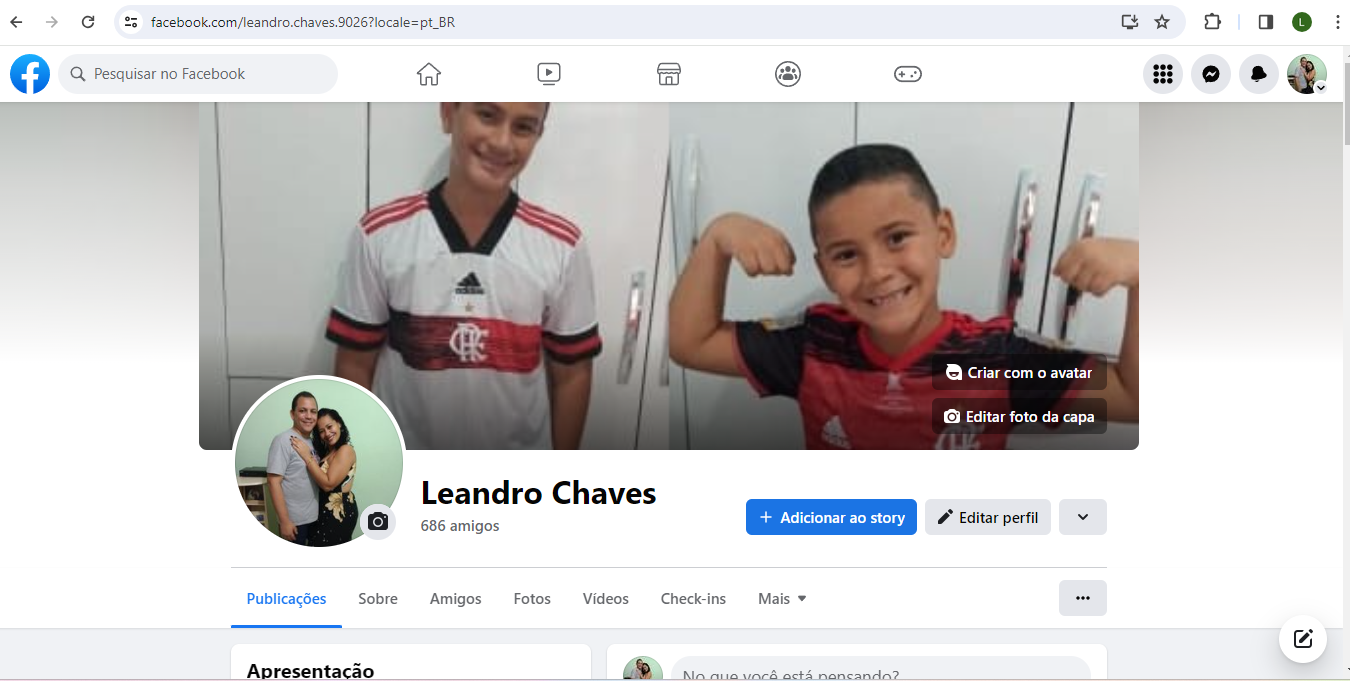 facebook.com/leandro.chaves.9026?locale=pt_BR
L
Pesquisar no Facebook
adidas
CRF
Criar com o avatar
Editar foto da capa
Leandro Chaves
686 amigos
+ Adicionar ao story
Editar perfil
Publicações
Sobre
Amigos
Fotos
Vídeos
Check-ins
Mais
Apresentação
No que você está pensando?